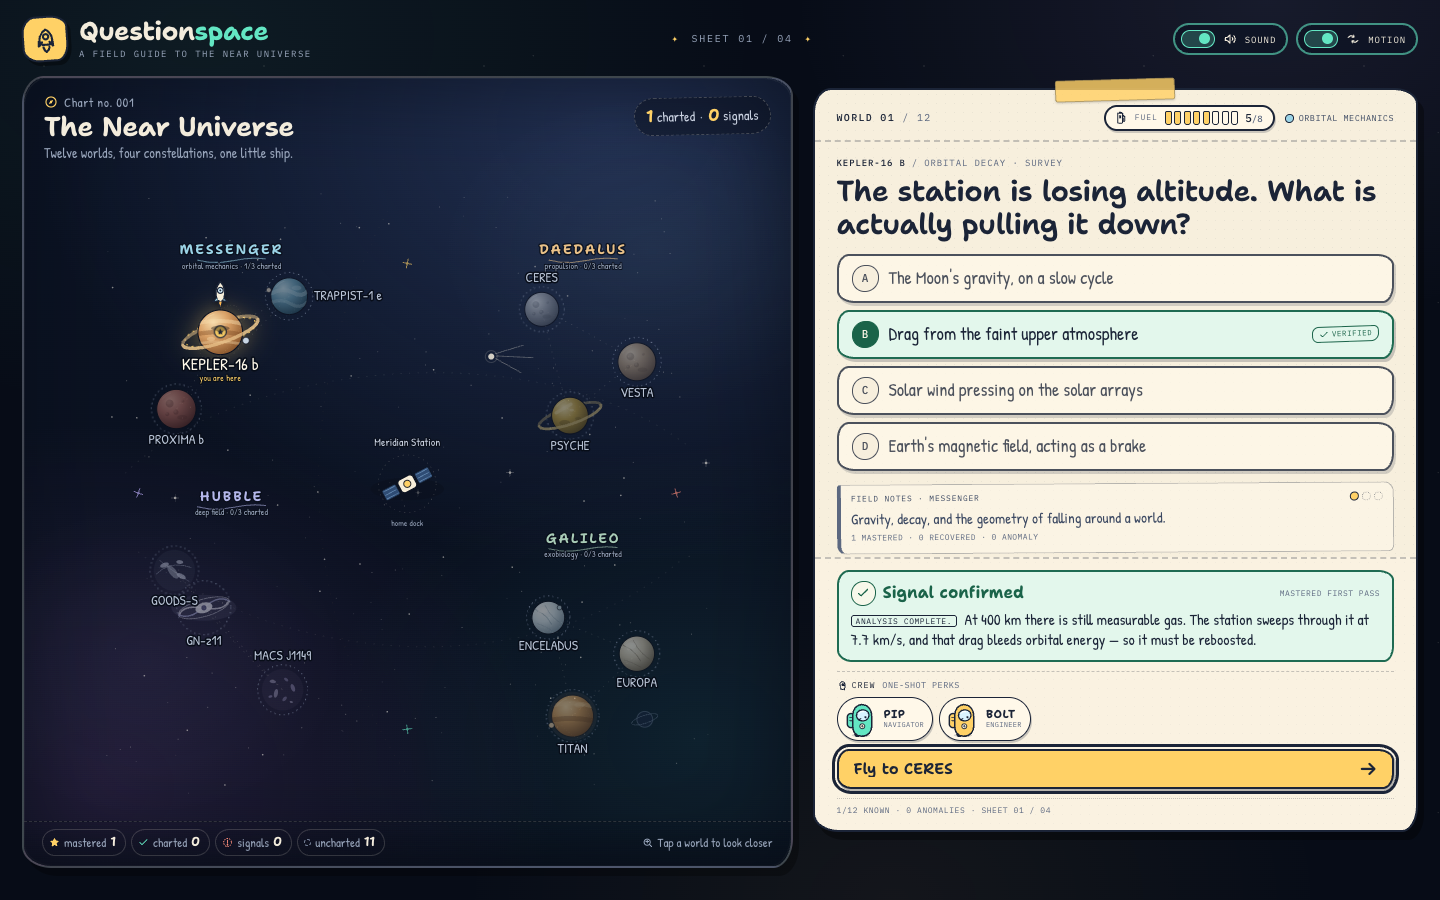 Questionspace
A FIELD GUIDE TO THE NEAR UNIVERSE
SHEET 01 / 04
SOUND
MOTION
Chart no. 001
The Near Universe
Twelve worlds, four constellations, one little ship.
1 charted · 0 signals
MESSENGER
orbital mechanics · 1/3 charted
TRAPPIST-1 e
KEPLER-16 b
you are here
PROXIMA b
DAEDALUS
propulsion · 0/3 charted
CERES
VESTA
PSYCHE
Meridian Station
home dock
HUBBLE
deep field · 0/3 charted
GOODS-S
GN-z11
MACS J1149
GALILEO
exobiology · 0/3 charted
ENCELADUS
EUROPA
TITAN
mastered 1
charted 0
signals 0
uncharted 11
Tap a world to look closer
WORLD 01 / 12
FUEL 5/8
ORBITAL MECHANICS
KEPLER-16 B / ORBITAL DECAY · SURVEY
The station is losing altitude. What is
actually pulling it down?
A The Moon's gravity, on a slow cycle
B Drag from the faint upper atmosphere
VERIFIED
C Solar wind pressing on the solar arrays
D Earth's magnetic field, acting as a brake
FIELD NOTES · MESSENGER
Gravity, decay, and the geometry of falling around a world.
1 MASTERED · 0 RECOVERED · 0 ANOMALY
Signal confirmed
MASTERED FIRST PASS
ANALYSIS COMPLETE. At 400 km there is still measurable gas. The station sweeps through it at
7.7 km/s, and that drag bleeds orbital energy — so it must be reboosted.
CREW ONE-SHOT PERKS
PIP
NAVIGATOR
BOLT
ENGINEER
Fly to CERES
1/12 KNOWN · 0 ANOMALIES · SHEET 01 / 04